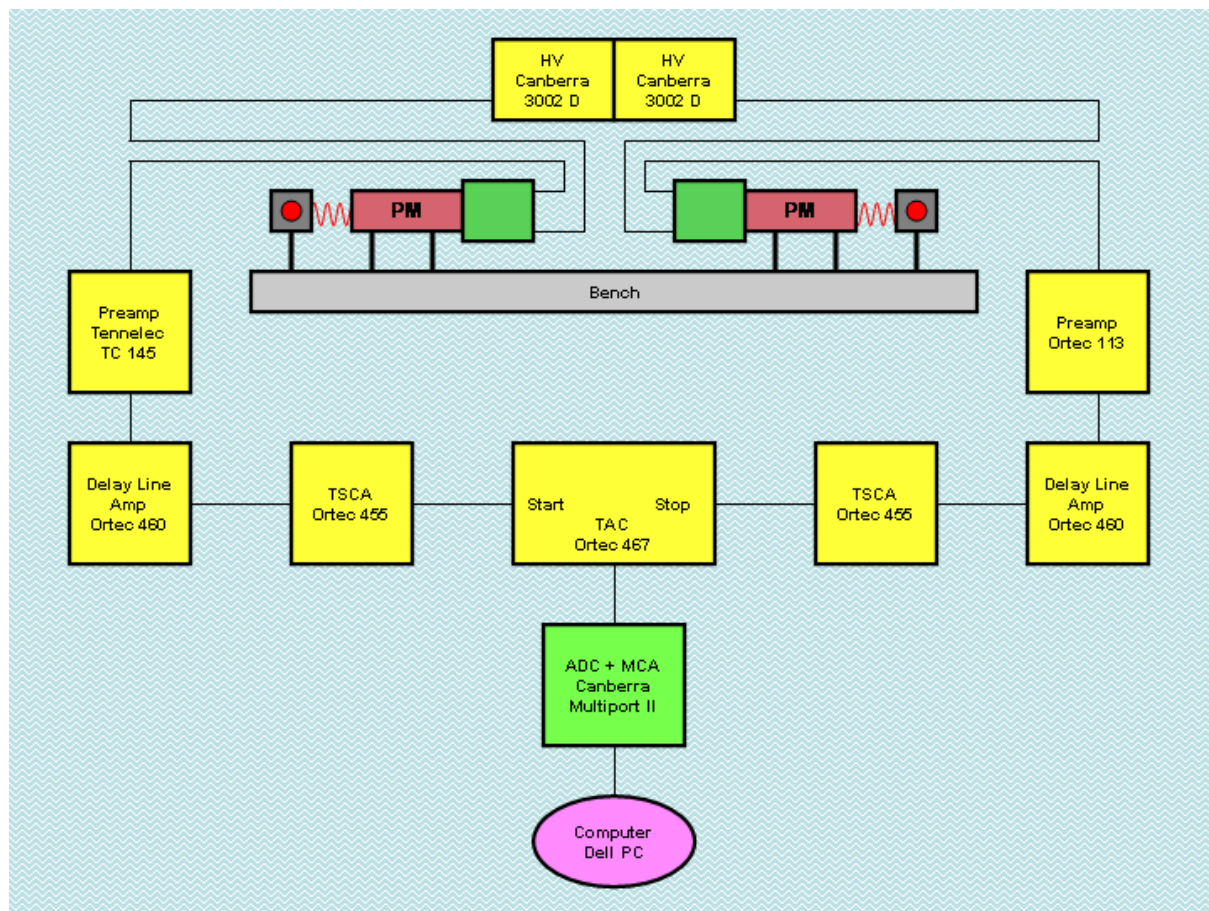 HV
Canberra
3002 D
HV
Canberra
3002 D
PM
PM
Bench
Preamp
Tennelec
TC 145
Preamp
Ortec 113
Delay Line
Amp
Ortec 460
TSCA
Ortec 455
Start
Stop
TAC
Ortec 467
TSCA
Ortec 455
Delay Line
Amp
Ortec 460
ADC + MCA
Canberra
Multiport II
Computer
Dell PC